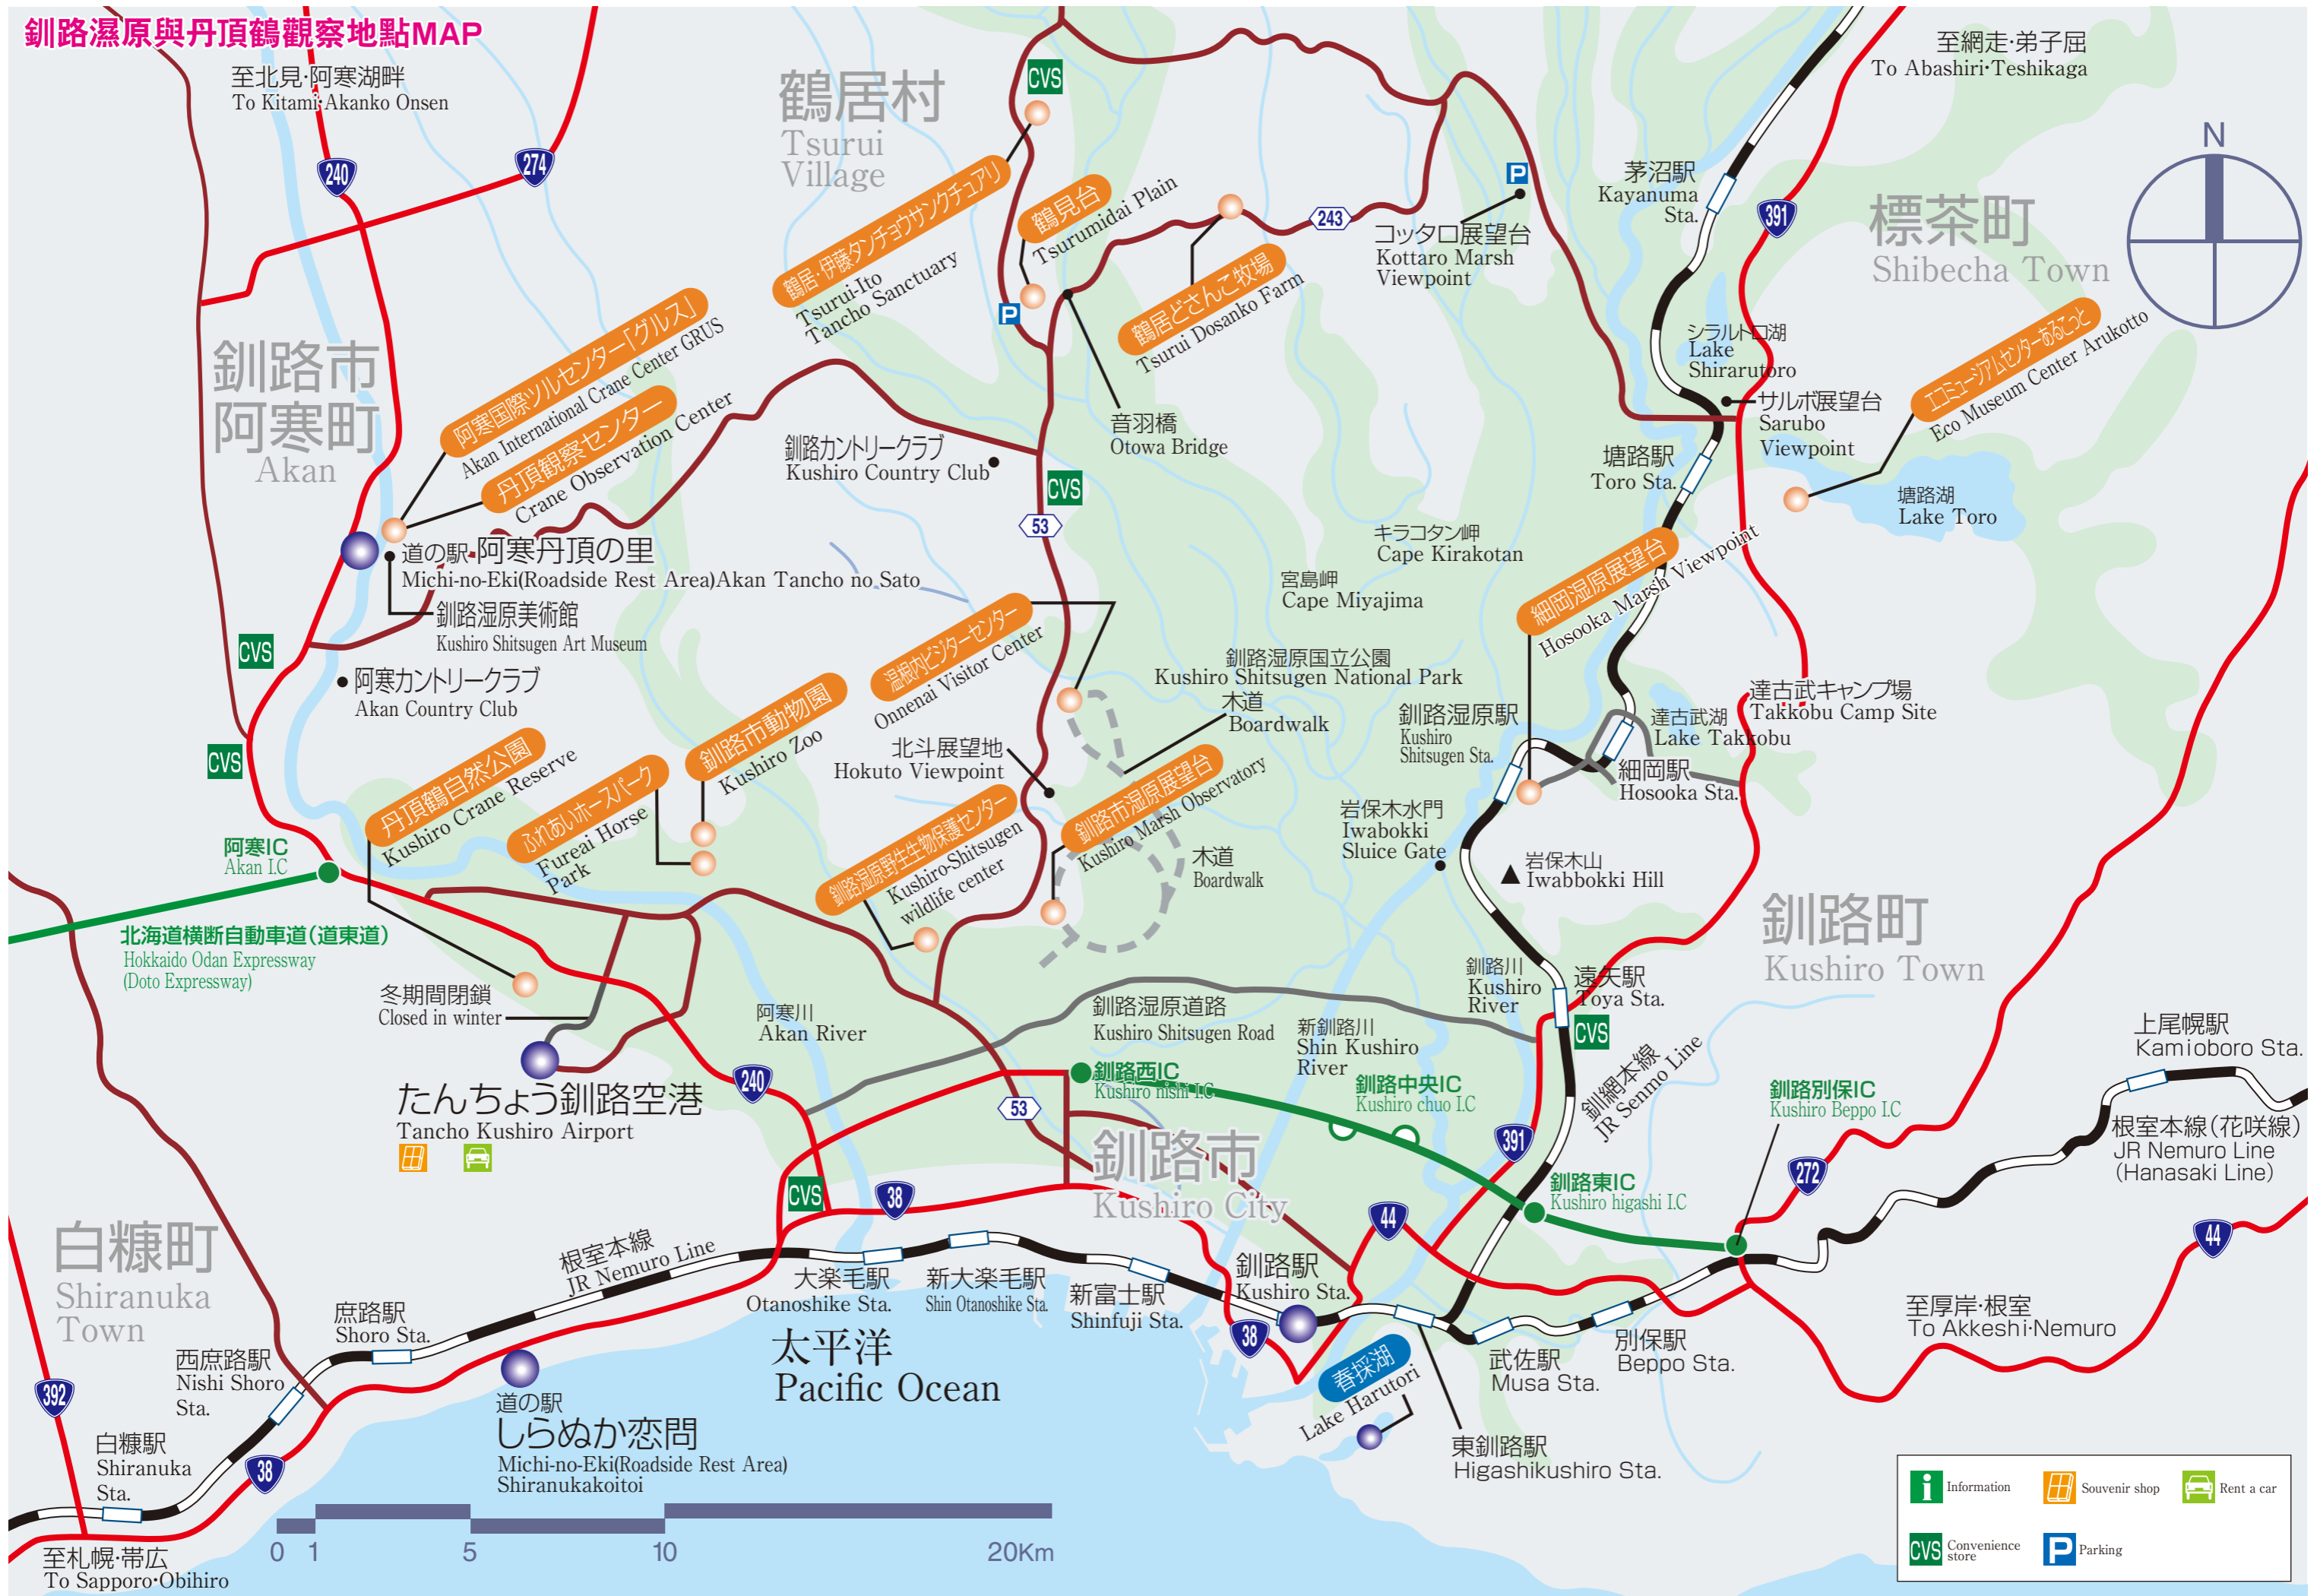 釧路濕原與丹頂鶴觀察地點MAP
至北見・阿寒湖畔
To Kitami・Akanko Onsen
240
274
鶴居村
Tsurui
Village
CVS
鶴居・伊藤タンチョウサンクチュアリ
Tsurui-Ito
Tancho Sanctuary
鶴見台
Tsurumidai Plain
P
243
鶴居どさんこ牧場
Tsurui Dosanko Farm
P
コッタロ展望台
Kottaro Marsh
Viewpoint
至網走・弟子屈
To Abashiri・Teshikaga
茅沼駅
Kayanuma
Sta.
391
標茶町
Shibecha Town
N
シラルトロ湖
Lake
Shirarutoro
サルボ展望台
Sarubo
Viewpoint
エコミュージアムセンターあるこっと
Eco Museum Center Arukotto
塘路駅
Toro Sta.
塘路湖
Lake Toro
釧路市
阿寒町
Akan
阿寒国際ツルセンター「グルス」
Akan International Crane Center GRUS
丹頂観察センター
Crane Observation Center
道の駅・阿寒丹頂の里
Michi-no-Eki(Roadside Rest Area)Akan Tancho no Sato
釧路湿原美術館
Kushiro Shitsugen Art Museum
CVS
阿寒カントリークラブ
Akan Country Club
CVS
釧路カントリークラブ
Kushiro Country Club
音羽橋
Otowa Bridge
CVS
53
キラコタン岬
Cape Kirakotan
宮島岬
Cape Miyajima
細岡湿原展望台
Hosooka Marsh Viewpoint
温根内ビジターセンター
Onnenai Visitor Center
釧路湿原国立公園
Kushiro Shitsugen National Park
木道
Boardwalk
北斗展望地
Hokuto Viewpoint
釧路湿原駅
Kushiro
Shitsugen Sta.
達古武キャンプ場
Takkobu Camp Site
達古武湖
Lake Takkobu
細岡駅
Hosooka Sta.
丹頂鶴自然公園
Kushiro Crane Reserve
ふれあいホースパーク
Fureai Horse
Park
釧路市動物園
Kushiro Zoo
釧路湿原野生生物保護センター
Kushiro-Shitsugen
wildlife center
釧路市湿原展望台
Kushiro Marsh Observatory
木道
Boardwalk
岩保木水門
Iwabokki
Sluice Gate
岩保木山
Iwabbokki Hill
阿寒IC
Akan I.C
北海道横断自動車道(道東道)
Hokkaido Odan Expressway
(Doto Expressway)
冬期間閉鎖
Closed in winter
阿寒川
Akan River
釧路湿原道路
Kushiro Shitsugen Road
新釧路川
Shin Kushiro
River
釧路川
Kushiro
River
遠矢駅
Toya Sta.
CVS
釧路町
Kushiro Town
たんちょう釧路空港
Tancho Kushiro Airport
240
53
釧路西IC
Kushiro nishi I.C
釧路中央IC
Kushiro chuo I.C
釧網本線
JR Senmo Line
391
釧路別保IC
Kushiro Beppo I.C
上尾幌駅
Kamioboro Sta.
根室本線(花咲線)
JR Nemuro Line
(Hanasaki Line)
272
44
釧路市
Kushiro City
CVS
38
44
釧路東IC
Kushiro higashi I.C
白糠町
Shiranuka
Town
根室本線
JR Nemuro Line
大楽毛駅
Otanoshike Sta.
新大楽毛駅
Shin Otanoshike Sta.
新富士駅
Shinfuji Sta.
釧路駅
Kushiro Sta.
38
庶路駅
Shoro Sta.
西庶路駅
Nishi Shoro
Sta.
392
白糠駅
Shiranuka
Sta.
38
太平洋
Pacific Ocean
道の駅
しらぬか恋問
Michi-no-Eki(Roadside Rest Area)
Shiranukakoitoi
春採湖
Lake Harutori
武佐駅
Musa Sta.
別保駅
Beppo Sta.
東釧路駅
Higashikushiro Sta.
至厚岸・根室
To Akkeshi・Nemuro
至札幌・帯広
To Sapporo・Obihiro
0 1 5 10 20Km
i Information
Souvenir shop
Rent a car
CVS Convenience
store
P Parking